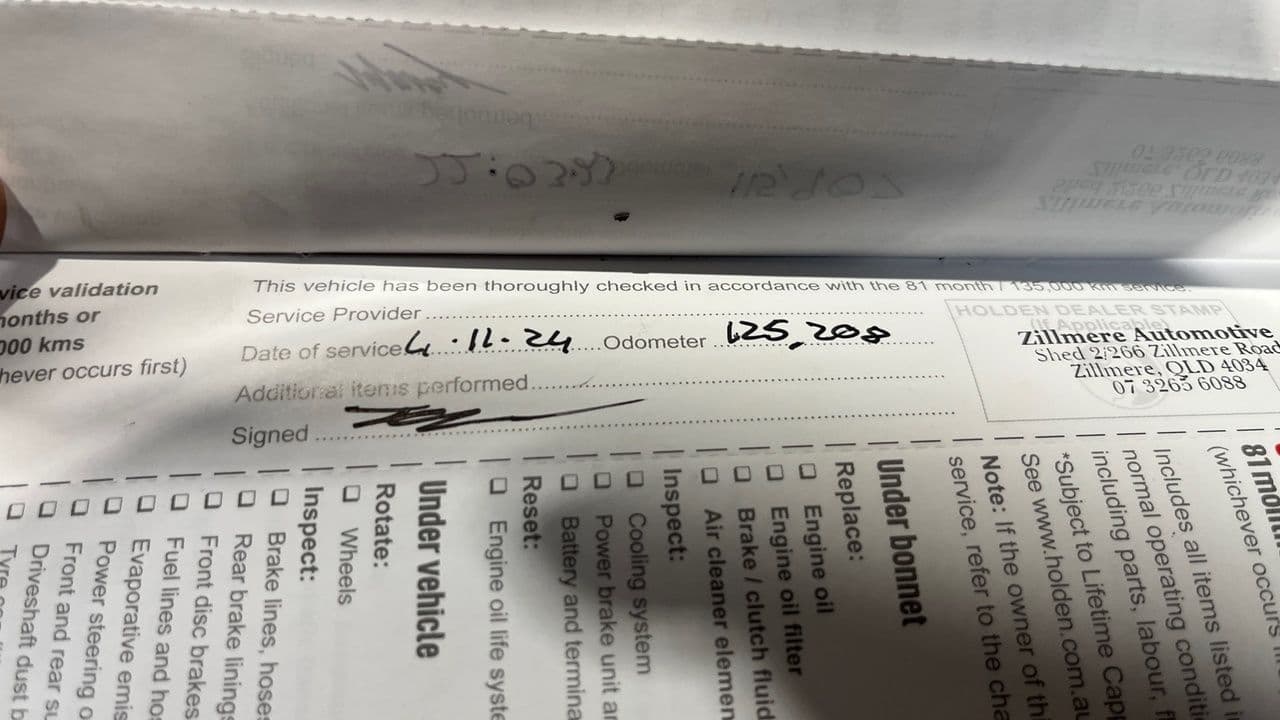 This vehicle has been thoroughly checked in accordance with the 81 month / 135,000 km service.
vice validation
months or
000 kms
hever occurs first)
Service Provider
Date of service 4.11.24 Odometer 125,208
Additional items performed
Signed
HOLDEN DEALER STAMP
(If Applicable)
Zillmere Automotive
Shed 2/266 Zillmere Road
Zillmere, QLD 4034
07 3263 6088
81 month
(whichever occurs
Includes all items listed
normal operating conditi
including parts, labour, f
*Subject to Lifetime Cap
See www.holden.com.au
Note: If the owner of th
service, refer to the cha
Under bonnet
Replace:
Engine oil
Engine oil filter
Brake / clutch fluid
Air cleaner elemen
Inspect:
Cooling system
Power brake unit an
Battery and termina
Reset:
Engine oil life syste
Under vehicle
Rotate:
Wheels
Inspect:
Brake lines, hoses
Rear brake linings
Front disc brakes
Fuel lines and hos
Evaporative emis
Power steering o
Front and rear su
Driveshaft dust b
Tyre con